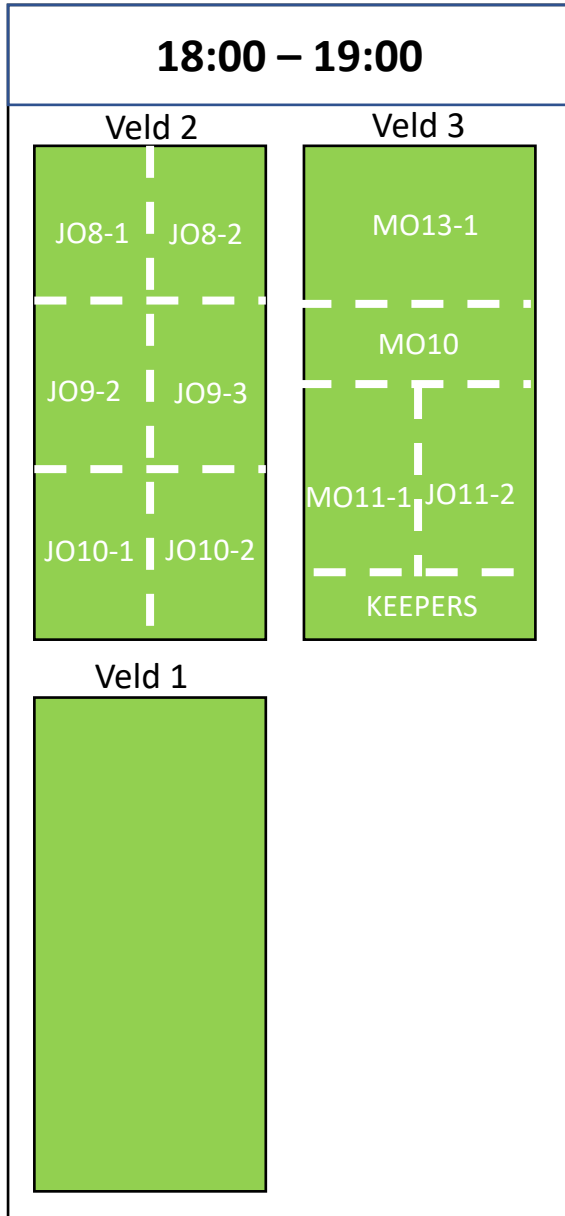 18:00 – 19:00
Veld 2
JO8-1 JO8-2
JO9-2 JO9-3
JO10-1 JO10-2
Veld 3
MO13-1
MO10
MO11-1 JO11-2
KEEPERS
Veld 1